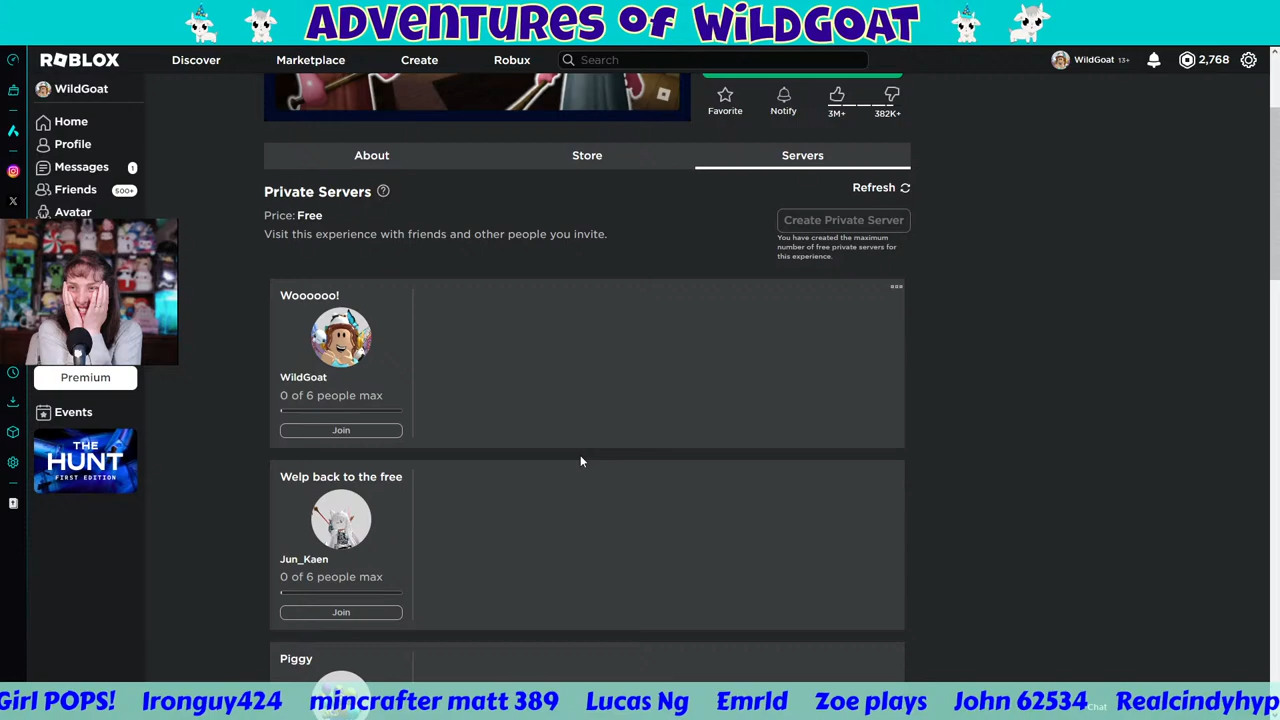 ADVENTURES OF WILDGOAT
ROBLOX Discover Marketplace Create Robux Search WildGoat 13+ 2,768
WildGoat
Home
Profile
Messages 1
Friends 500+
Avatar
Premium
Events
THE
HUNT
FIRST EDITION
Favorite Notify 3M+ 382K+
About Store Servers
Private Servers
Refresh
Price: Free
Visit this experience with friends and other people you invite.
Create Private Server
You have created the maximum
number of free private servers for
this experience.
Woooooo!
WildGoat
0 of 6 people max
Join
Welp back to the free
Jun_Kaen
0 of 6 people max
Join
Piggy
Chat
Girl POPS! Ironguy424 mincrafter matt 389 Lucas Ng Emrld Zoe plays John 62534 Realcindyhyp